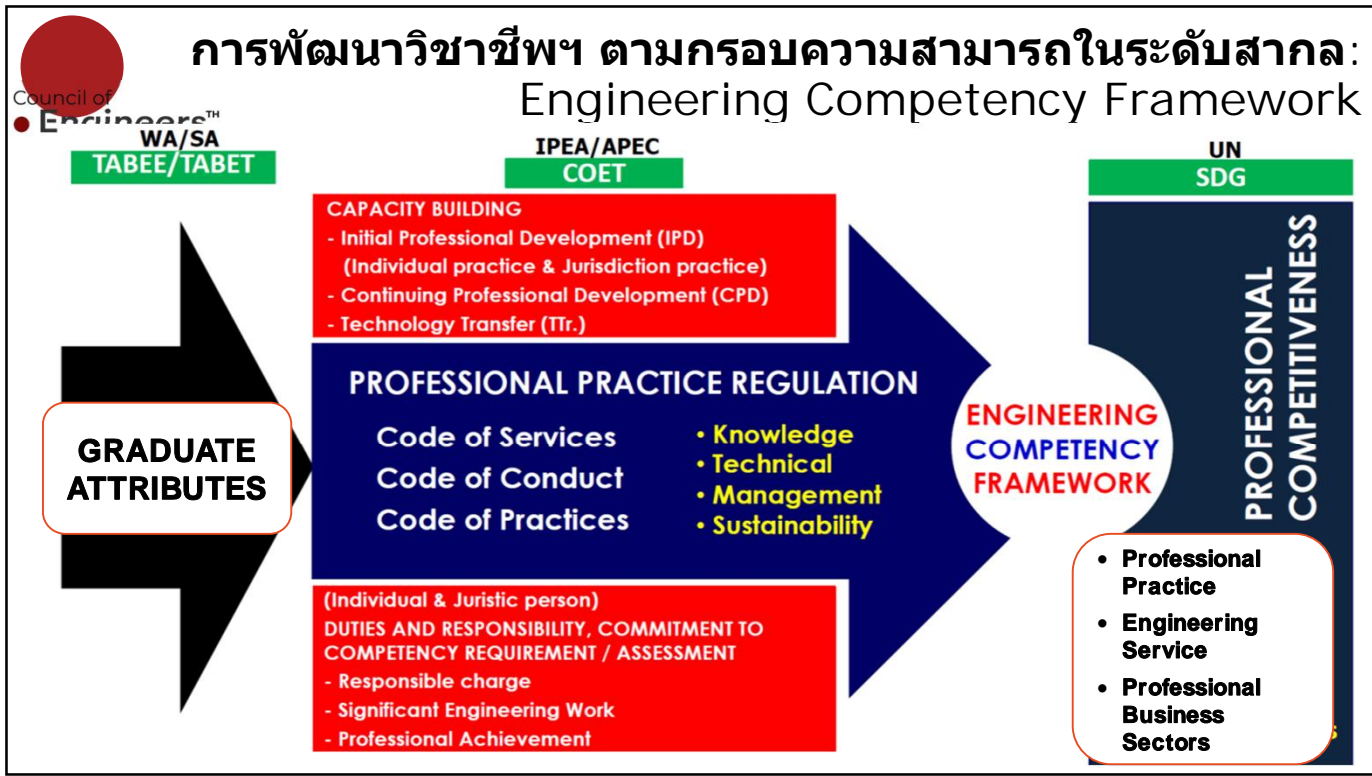 การพัฒนาวิชาชีพฯ ตามกรอบความสามารถในระดับสากล:
Engineering Competency Framework
Council of
Engineers™
WA/SA
TABEE/TABET
IPEA/APEC
COET
UN
SDG
GRADUATE
ATTRIBUTES
CAPACITY BUILDING
- Initial Professional Development (IPD)
(Individual practice & Jurisdiction practice)
- Continuing Professional Development (CPD)
- Technology Transfer (TTr.)
PROFESSIONAL PRACTICE REGULATION
Code of Services
Code of Conduct
Code of Practices
• Knowledge
• Technical
• Management
• Sustainability
(Individual & Juristic person)
DUTIES AND RESPONSIBILITY, COMMITMENT TO
COMPETENCY REQUIREMENT / ASSESSMENT
- Responsible charge
- Significant Engineering Work
- Professional Achievement
ENGINEERING
COMPETENCY
FRAMEWORK
PROFESSIONAL
COMPETITIVENESS
• Professional
Practice
• Engineering
Service
• Professional
Business
Sectors